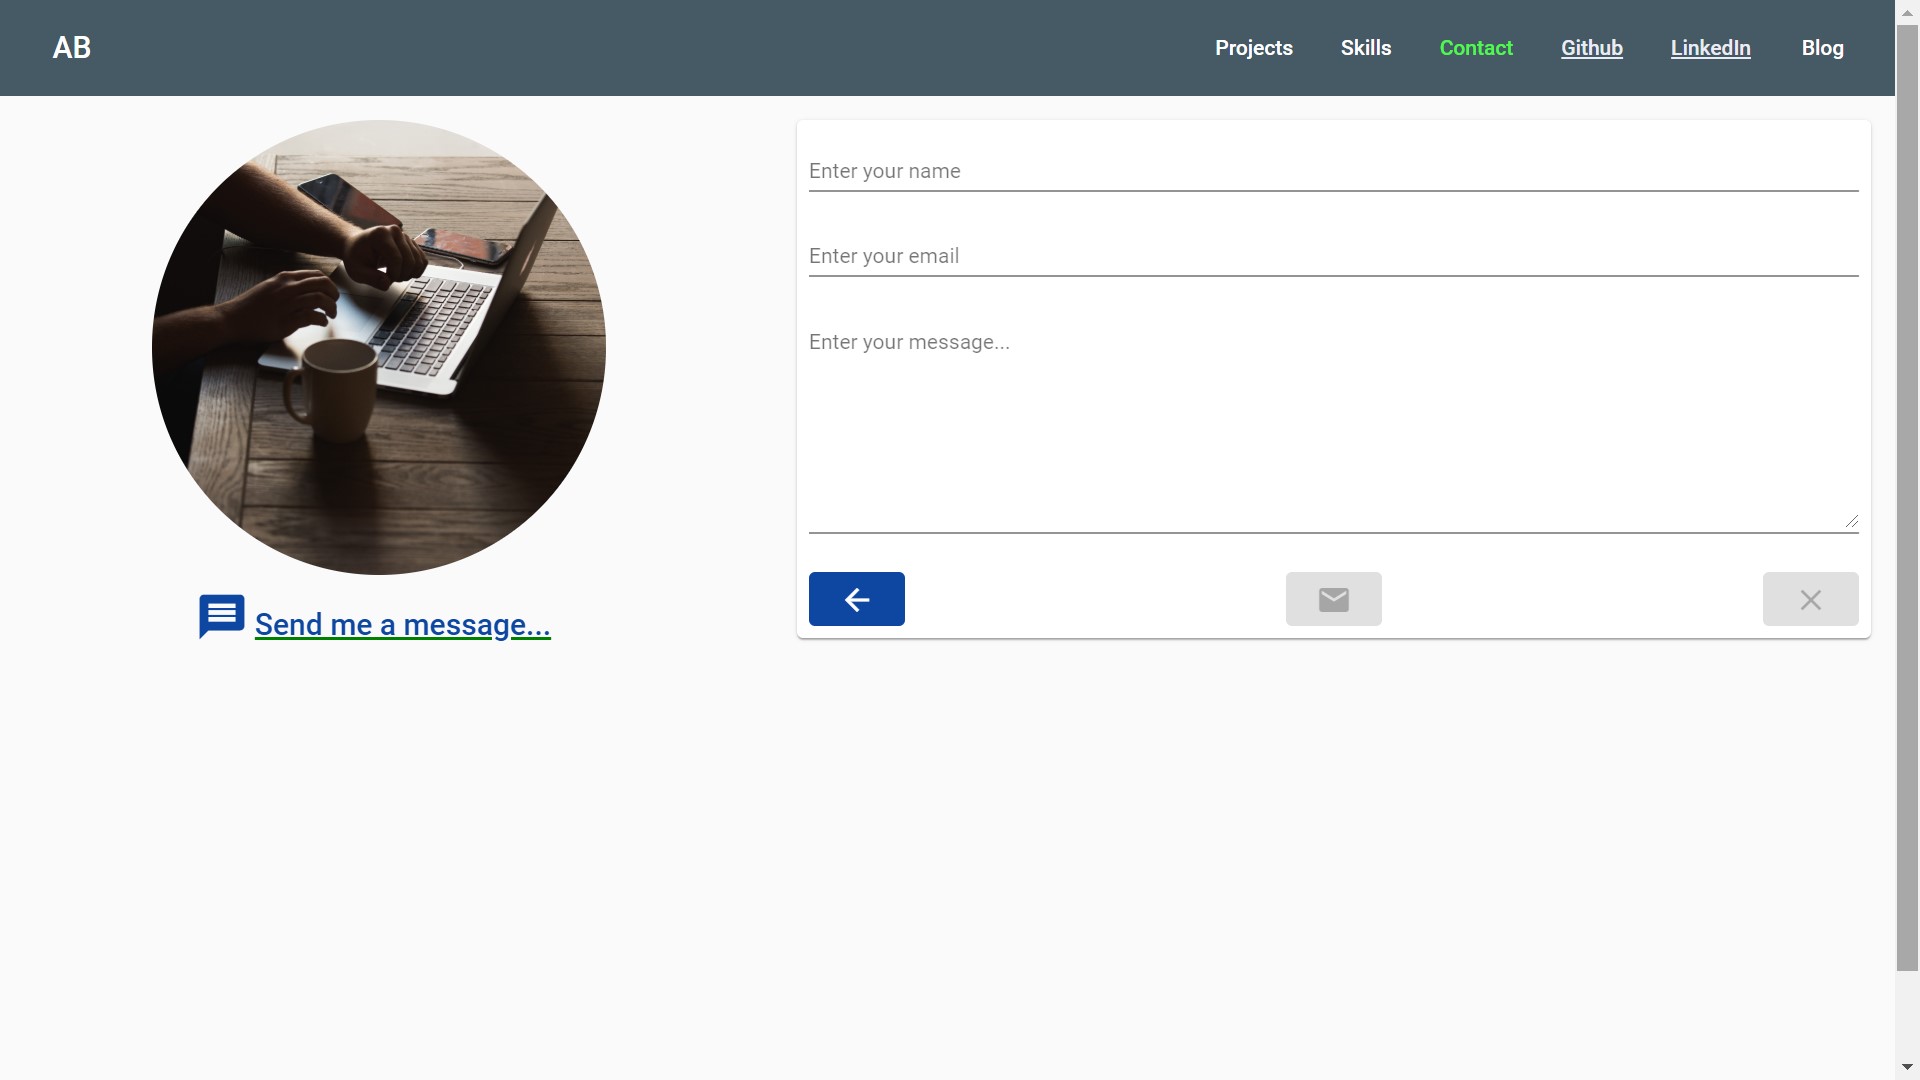 AB
Projects Skills Contact Github LinkedIn Blog
Enter your name
Enter your email
Enter your message...
Send me a message...